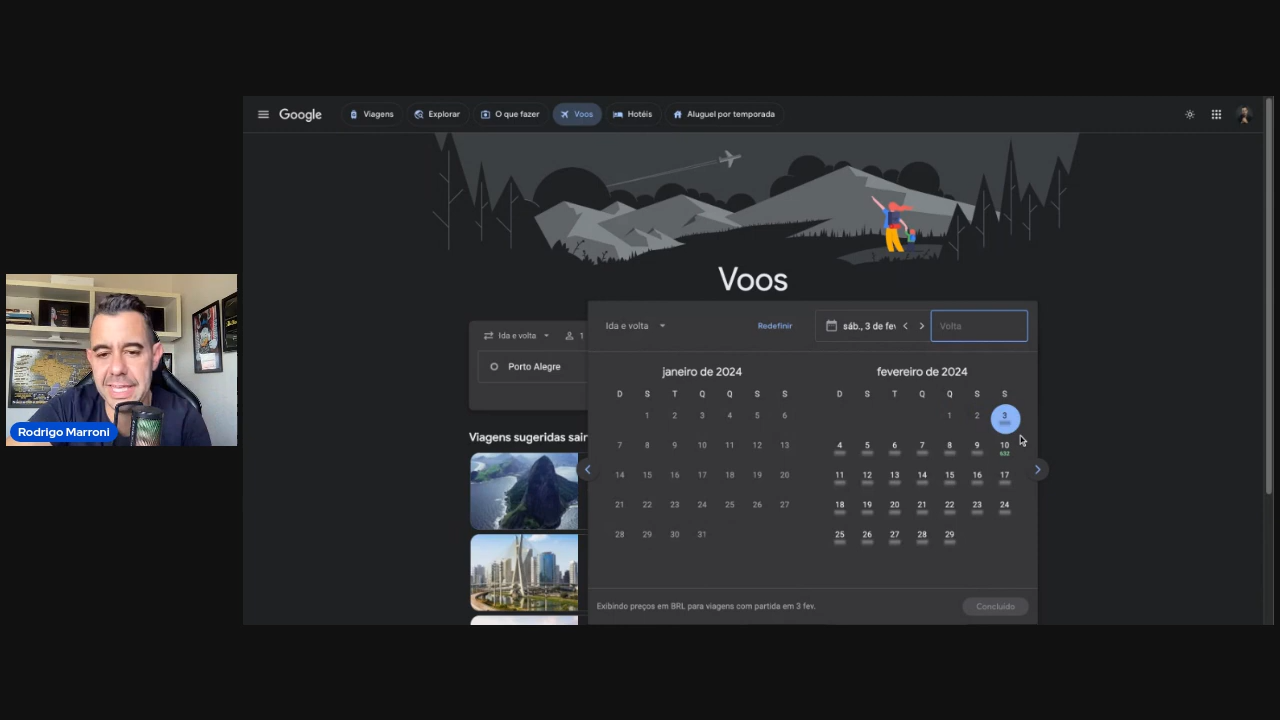 Google
Viagens
Explorar
O que fazer
Voos
Hotéis
Aluguel por temporada
Voos
Ida e volta
1
Porto Alegre
Viagens sugeridas sair
Ida e volta
Redefinir
sáb., 3 de fev
Volta
janeiro de 2024
D S T Q Q S S
1 2 3 4 5 6
7 8 9 10 11 12 13
14 15 16 17 18 19 20
21 22 23 24 25 26 27
28 29 30 31
fevereiro de 2024
D S T Q Q S S
1 2 3
4 5 6 7 8 9 10
632
11 12 13 14 15 16 17
18 19 20 21 22 23 24
25 26 27 28 29
Exibindo preços em BRL para viagens com partida em 3 fev.
Concluído
Rodrigo Marroni